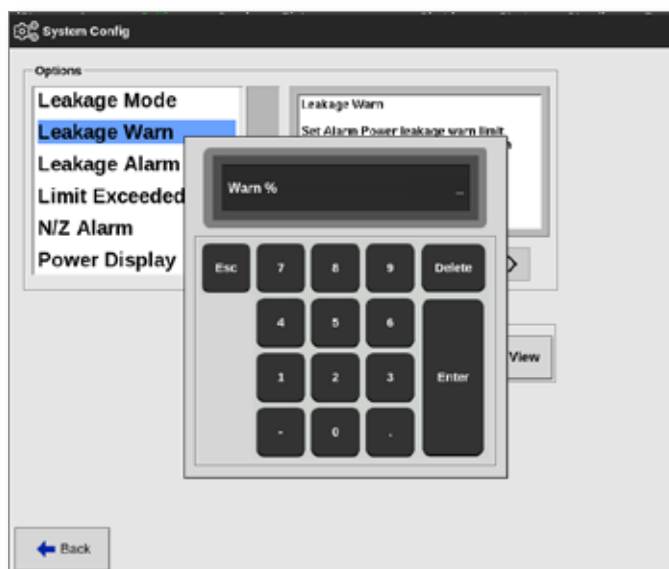 System Config
Options
Leakage Mode
Leakage Warn
Leakage Alarm
Limit Exceeded
N/Z Alarm
Power Display
Leakage Warn
Set Alarm Power leakage warn limit
Warn % _
Esc 7 8 9 Delete
4 5 6
1 2 3 Enter
- 0 .
View
Back